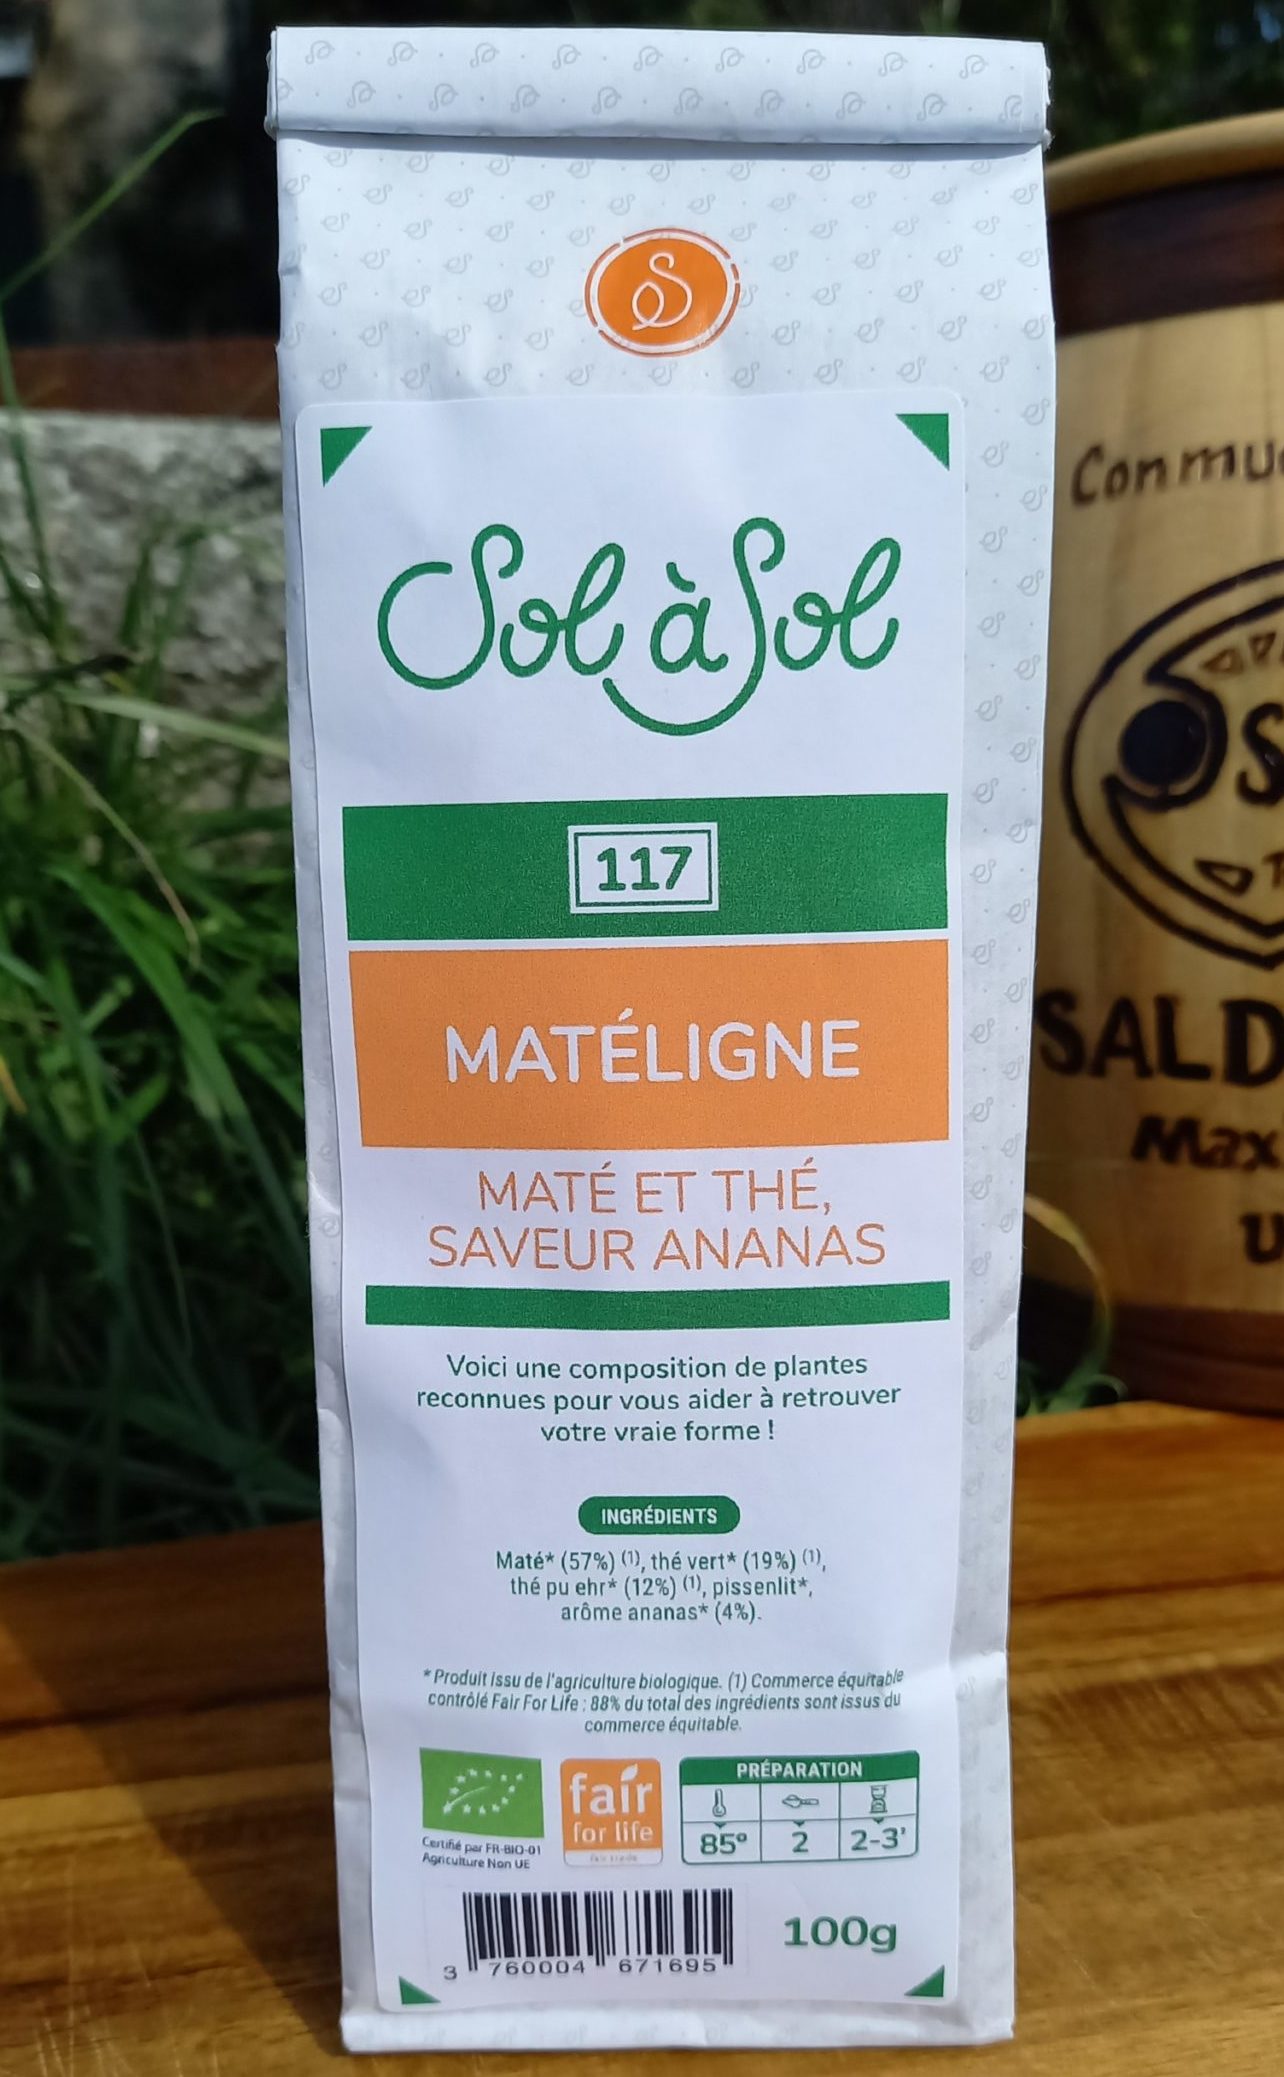 Sol à Sol
117
MATÉLIGNE
MATÉ ET THÉ,
SAVEUR ANANAS
Voici une composition de plantes
reconnues pour vous aider à retrouver
votre vraie forme !
INGRÉDIENTS
Maté* (57%) (1), thé vert* (19%) (1),
thé pu ehr* (12%) (1), pissenlit*,
arôme ananas* (4%).
* Produit issu de l'agriculture biologique. (1) Commerce équitable
contrôlé Fair For Life : 88% du total des ingrédients sont issus du
commerce équitable.
Certifié par FR-BIO-01
Agriculture Non UE
fair
for life
fair trade
PRÉPARATION
85° 2 2-3'
3 760004 671695
100g
SALD
Max